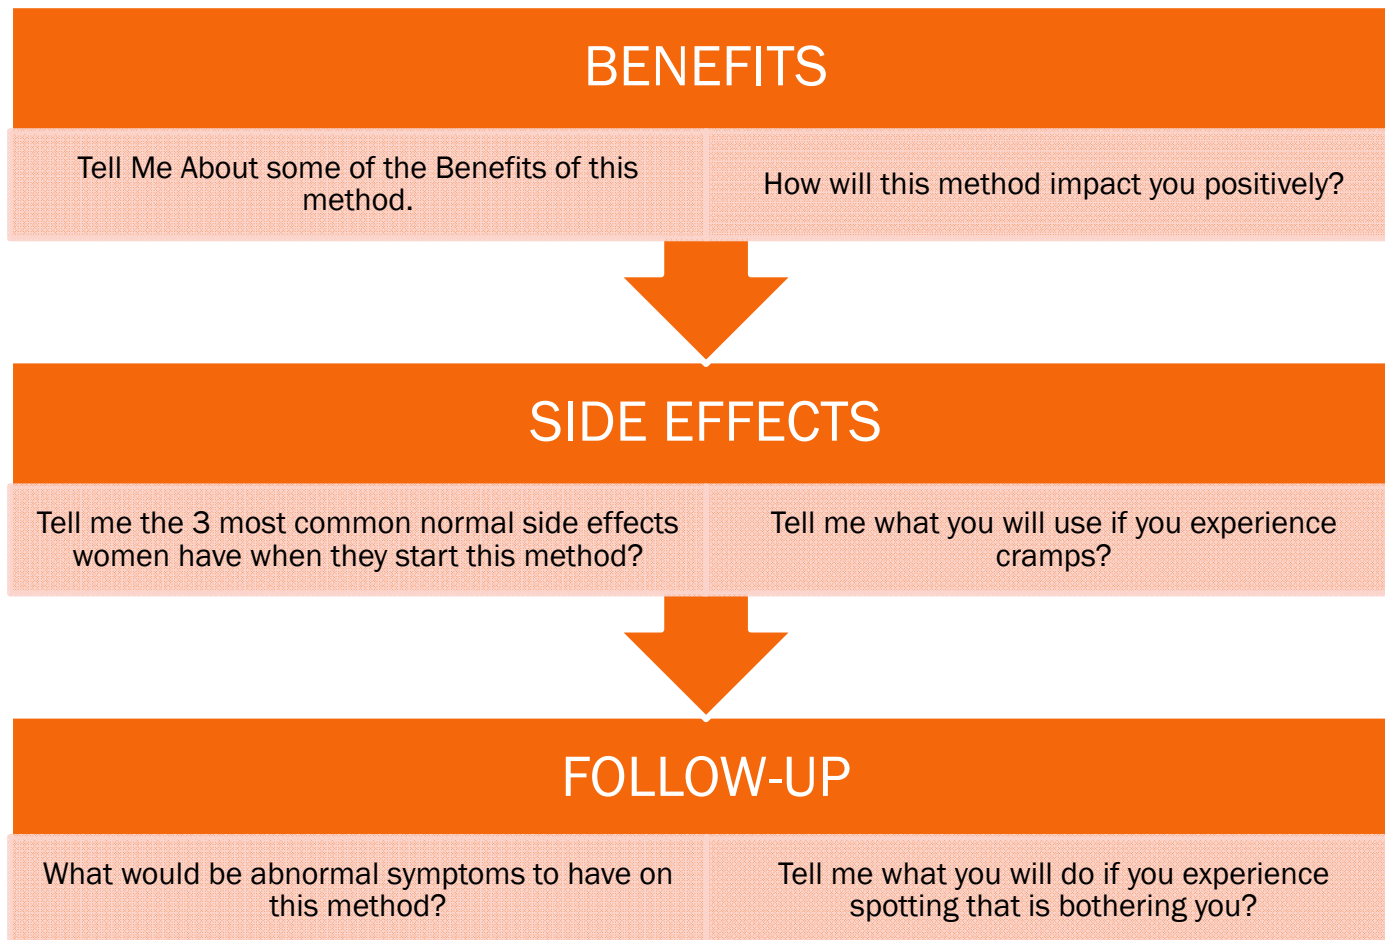 BENEFITS
Tell Me About some of the Benefits of this
method.
How will this method impact you positively?
SIDE EFFECTS
Tell me the 3 most common normal side effects
women have when they start this method?
Tell me what you will use if you experience
cramps?
FOLLOW-UP
What would be abnormal symptoms to have on
this method?
Tell me what you will do if you experience
spotting that is bothering you?